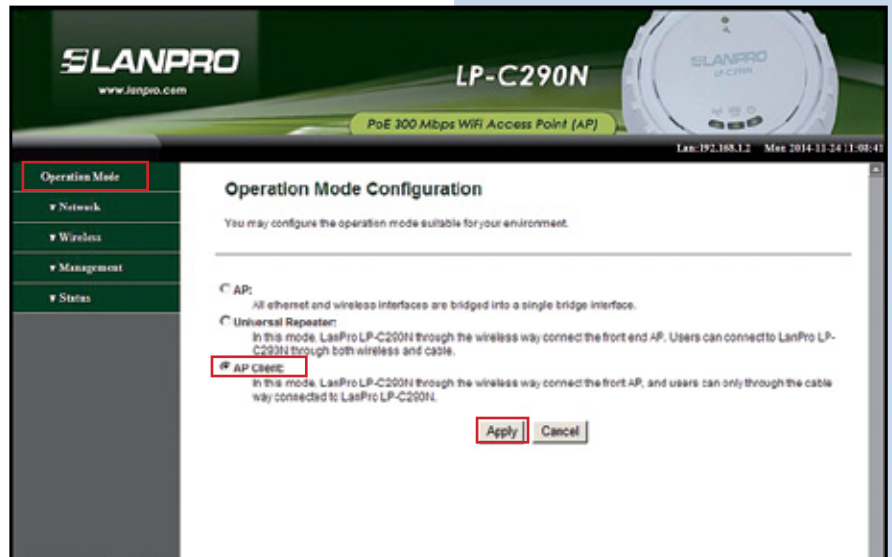 SLANPRO
www.lanpro.com
LP-C290N
PoE 300 Mbps WiFi Access Point (AP)
SLANPRO
LP-C290N
Lan:192.168.1.2 Mon 2014-11-24 11:08:41
Operation Mode
▾ Network
▾ Wireless
▾ Management
▾ Status
Operation Mode Configuration
You may configure the operation mode suitable for your environment.
AP:
All ethernet and wireless interfaces are bridged into a single bridge interface.
Universal Repeater:
In this mode, LanPro LP-C290N through the wireless way connect the front end AP. Users can connect to LanPro LP-
C290N through both wireless and cable.
AP Client:
In this mode, LanPro LP-C290N through the wireless way connect the front AP, and users can only through the cable
way connected to LanPro LP-C290N.
Apply Cancel